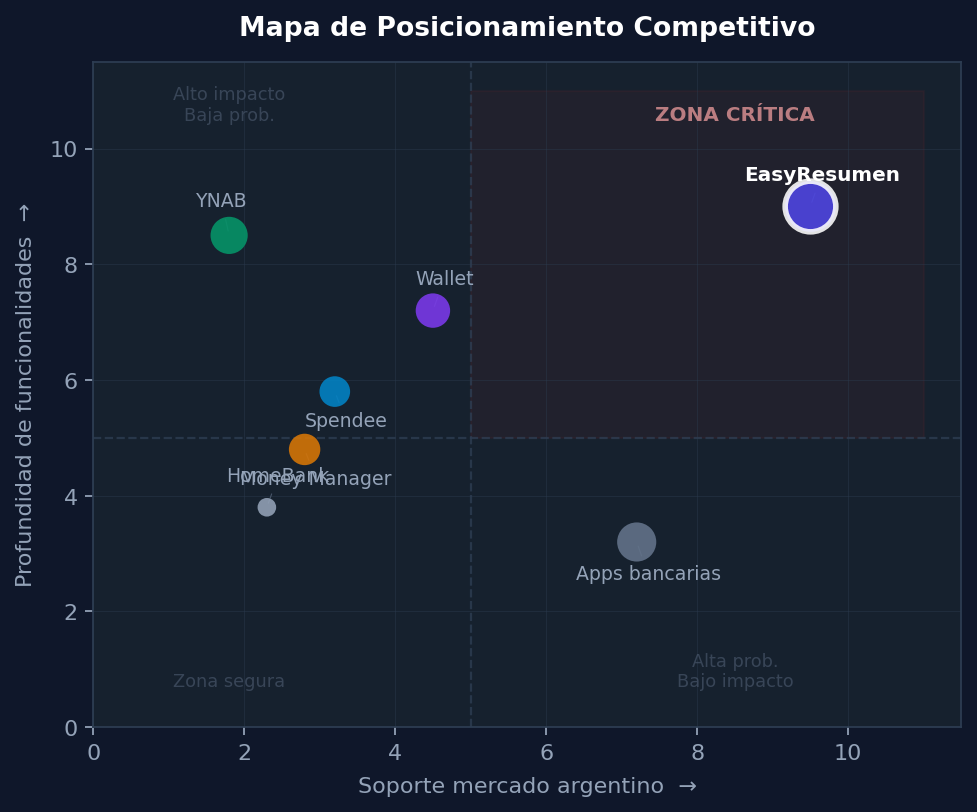 Mapa de Posicionamiento Competitivo
Alto impacto
Baja prob.
ZONA CRÍTICA
EasyResumen
YNAB
Wallet
Spendee
HomeBank
Money Manager
Apps bancarias
Alta prob.
Bajo impacto
Zona segura
Profundidad de funcionalidades →
10
8
6
4
2
0
0 2 4 6 8 10
Soporte mercado argentino →